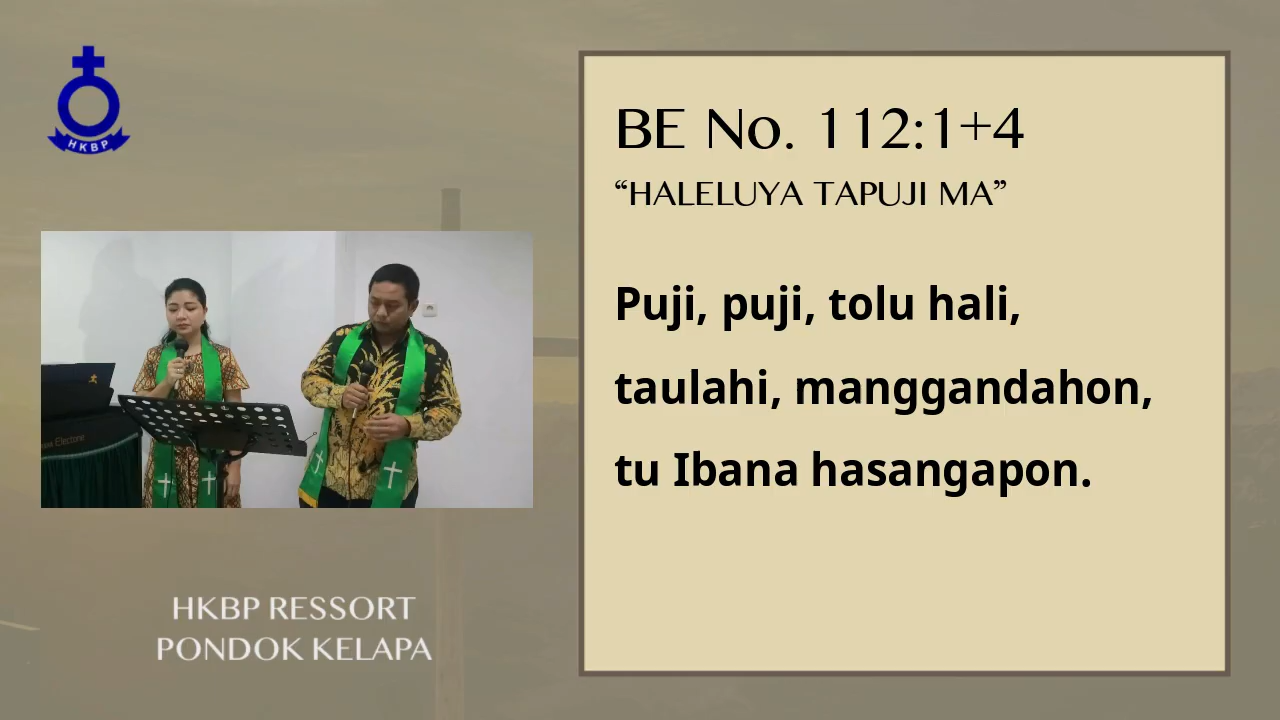 HKBP
BE No. 112:1+4
“HALELUYA TAPUJI MA”
Puji, puji, tolu hali,
taulahi, manggandahon,
tu Ibana hasangapon.
Electone
HKBP RESSORT
PONDOK KELAPA